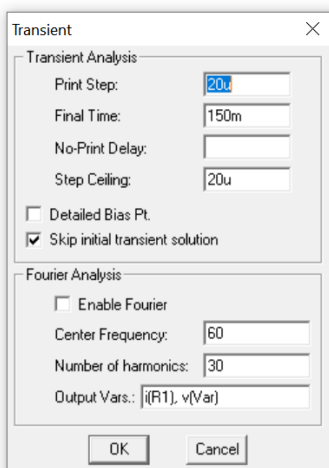 Transient
Transient Analysis
Print Step: 20u
Final Time: 150m
No-Print Delay:
Step Ceiling: 20u
Detailed Bias Pt.
Skip initial transient solution
Fourier Analysis
Enable Fourier
Center Frequency: 60
Number of harmonics: 30
Output Vars.: i(R1), v(Var)
OK Cancel